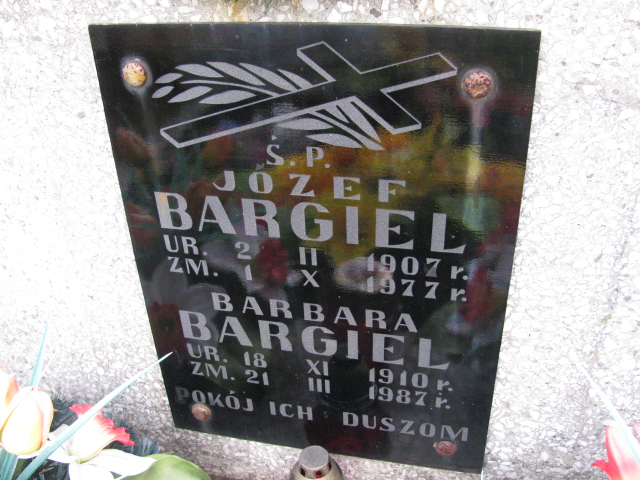 Ś. P.
JÓZEF
BARGIEL
UR. 2 II 1907 r.
ZM. 1 X 1977 r.
BARBARA
BARGIEL
UR. 18 XI 1910 r.
ZM. 21 III 1987 r.
POKÓJ ICH DUSZOM